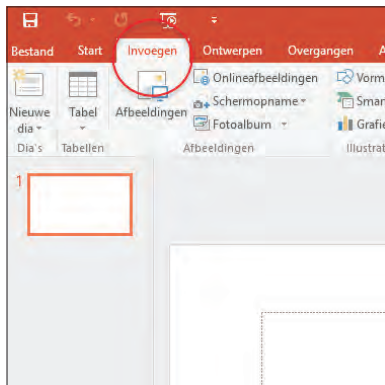 Bestand Start Invoegen Ontwerpen Overgangen
Onlineafbeeldingen
Nieuwe dia
Tabel
Afbeeldingen
Schermopname
Fotoalbum
Dia's Tabellen Afbeeldingen
1